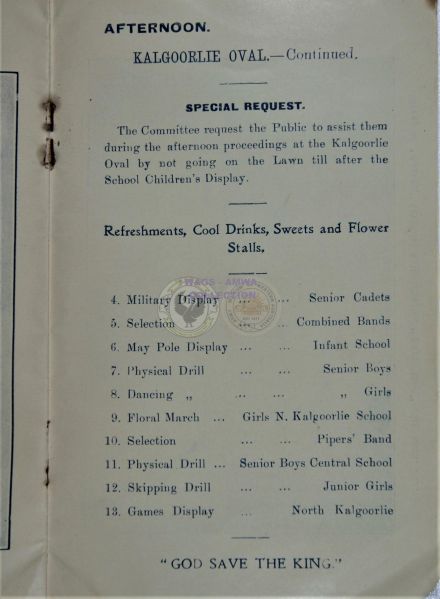 AFTERNOON.
KALGOORLIE OVAL.—Continued.
SPECIAL REQUEST.
The Committee request the Public to assist them
during the afternoon proceedings at the Kalgoorlie
Oval by not going on the Lawn till after the
School Children's Display.
Refreshments, Cool Drinks, Sweets and Flower
Stalls.
WAGS - AMWA
COLLECTION
4. Military Display ... ... Senior Cadets
5. Selection ... ... Combined Bands
6. May Pole Display ... ... Infant School
7. Physical Drill ... ... Senior Boys
8. Dancing „ ... ... „ Girls
9. Floral March ... Girls N. Kalgoorlie School
10. Selection ... ... Pipers' Band
11. Physical Drill ... Senior Boys Central School
12. Skipping Drill ... ... Junior Girls
13. Games Display ... North Kalgoorlie
"GOD SAVE THE KING."